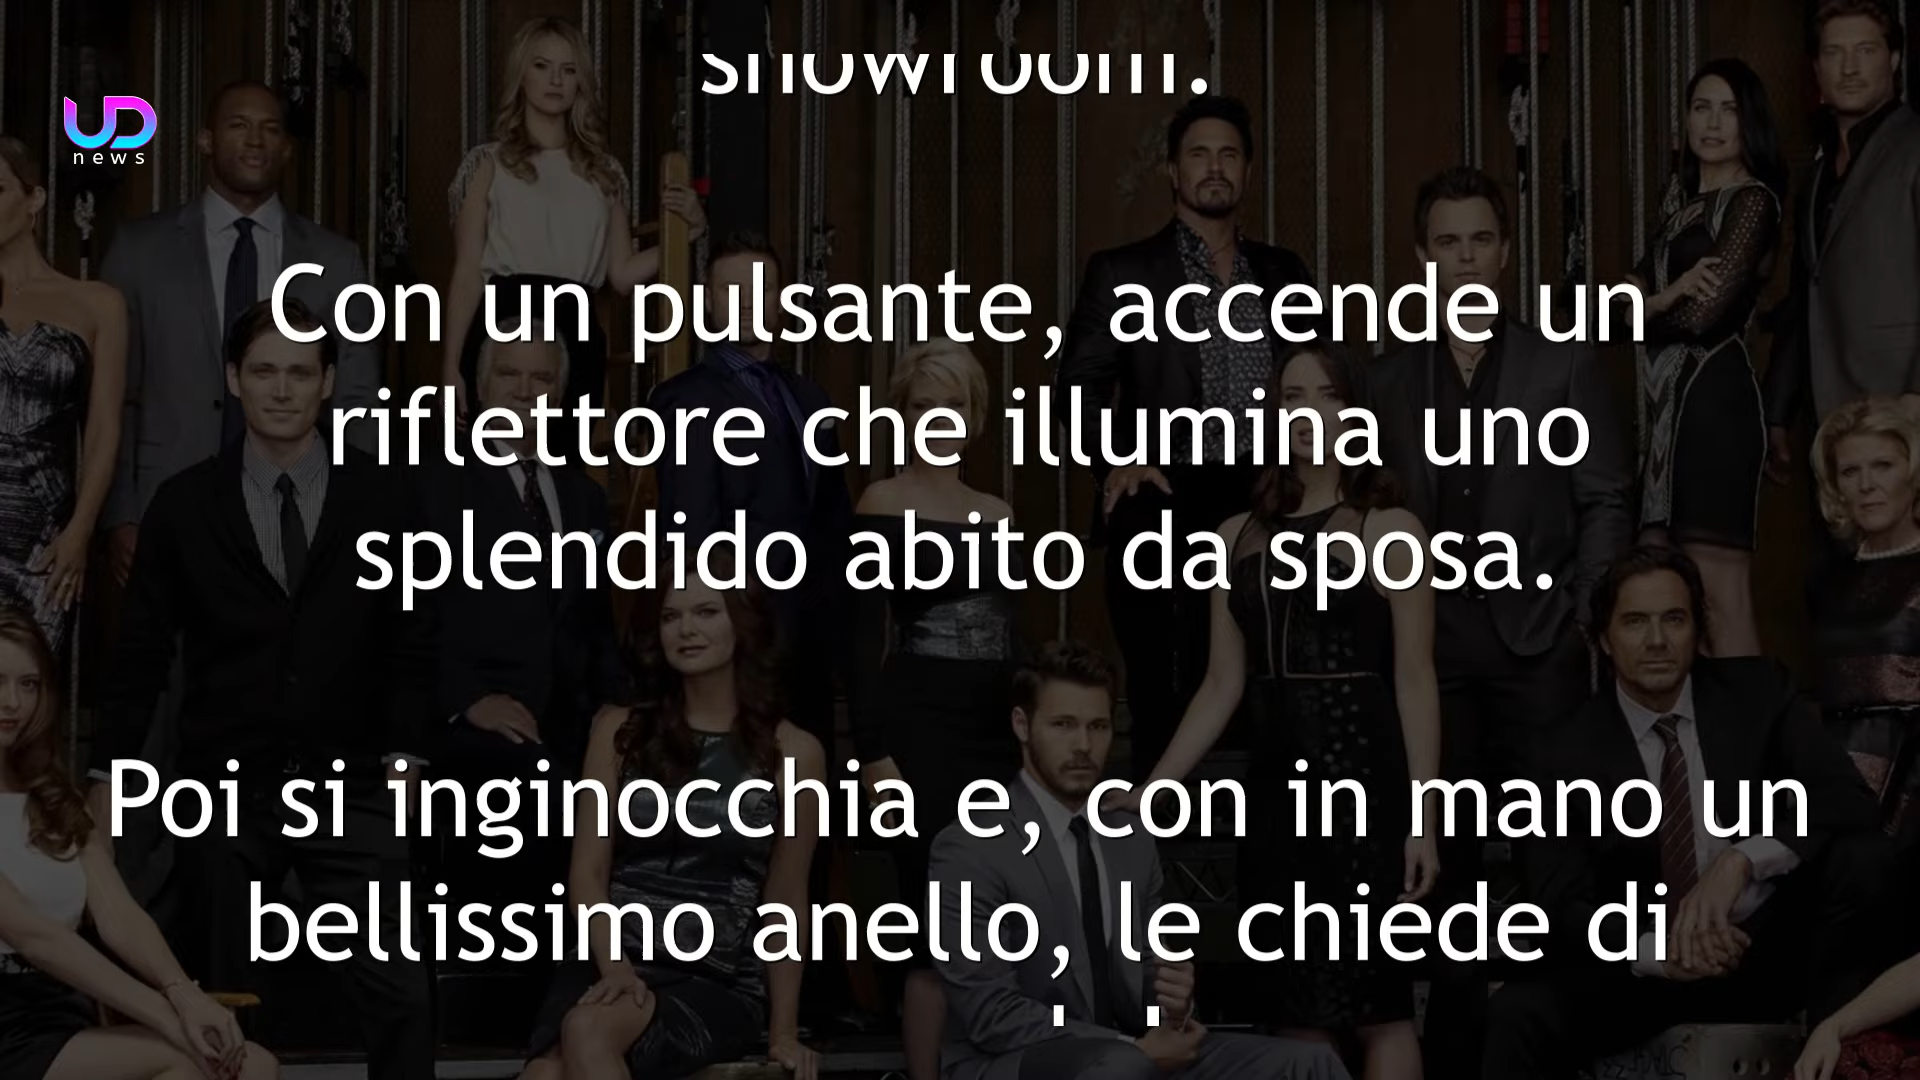 showroom.
UD
news
Con un pulsante, accende un
riflettore che illumina uno
splendido abito da sposa.
Poi si inginocchia e, con in mano un
bellissimo anello, le chiede di